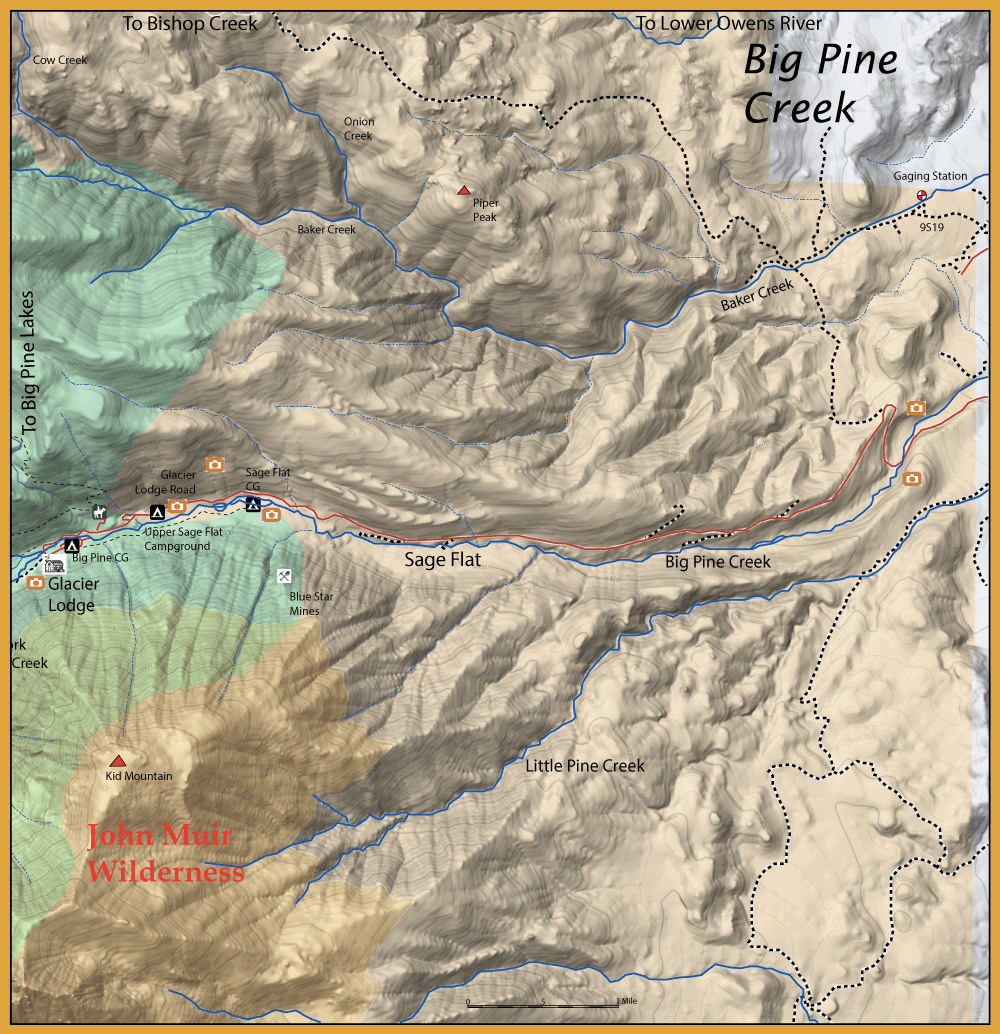 To Bishop Creek
To Lower Owens River
Big Pine
Creek
Cow Creek
Onion
Creek
Gaging Station
Piper
Peak
9S19
Baker Creek
Baker Creek
To Big Pine Lakes
Glacier
Lodge Road
Sage Flat
CG
Upper Sage Flat
Campground
Big Pine CG
Sage Flat
Big Pine Creek
Glacier
Lodge
Blue Star
Mines
rk
Creek
Little Pine Creek
Kid Mountain
John Muir
Wilderness
0 5 1 Mile